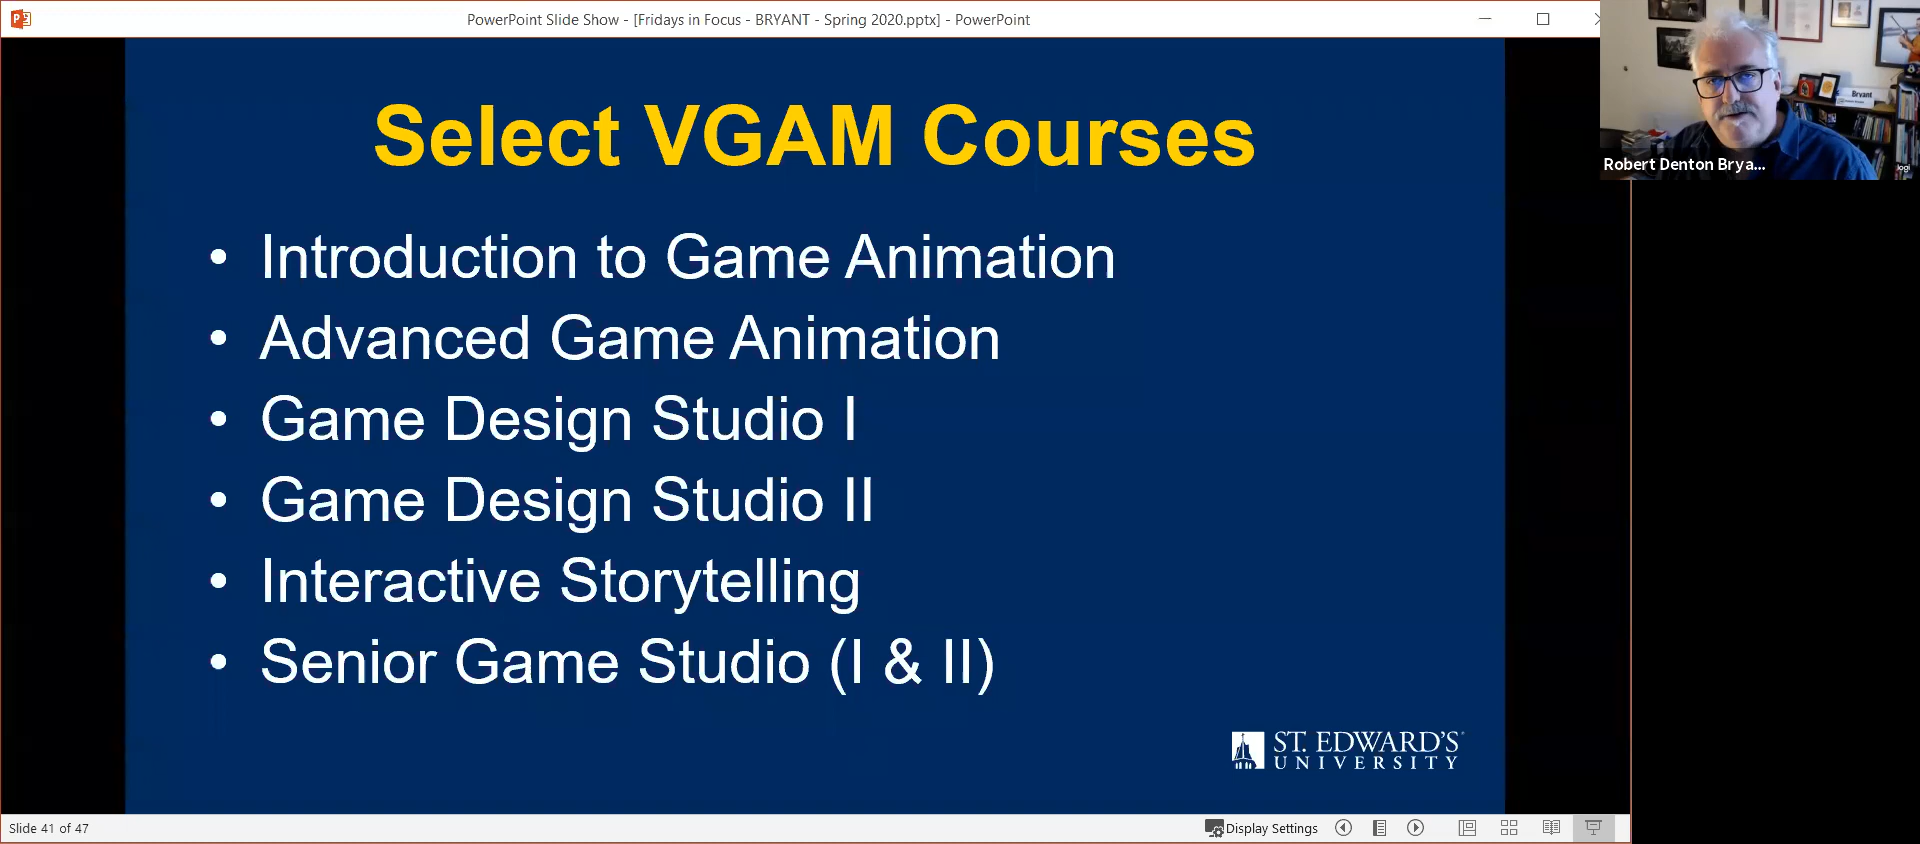 PowerPoint Slide Show - [Fridays in Focus - BRYANT - Spring 2020.pptx] - PowerPoint
Bryant
Robert Denton Brya...
logi
Select VGAM Courses
• Introduction to Game Animation
• Advanced Game Animation
• Game Design Studio I
• Game Design Studio II
• Interactive Storytelling
• Senior Game Studio (I & II)
ST. EDWARD'S
UNIVERSITY
Slide 41 of 47
Display Settings